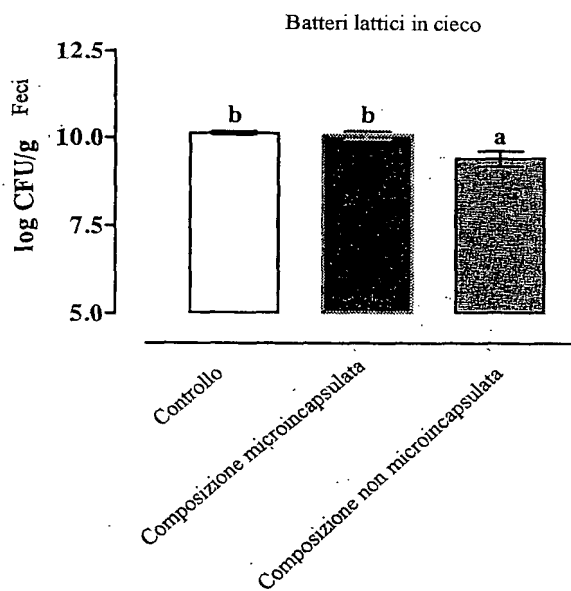 Batteri lattici in cieco
log CFU/g Feci
12.5
10.0
7.5
5.0
b
b
a
Controllo
Composizione microincapsulata
Composizione non microincapsulata